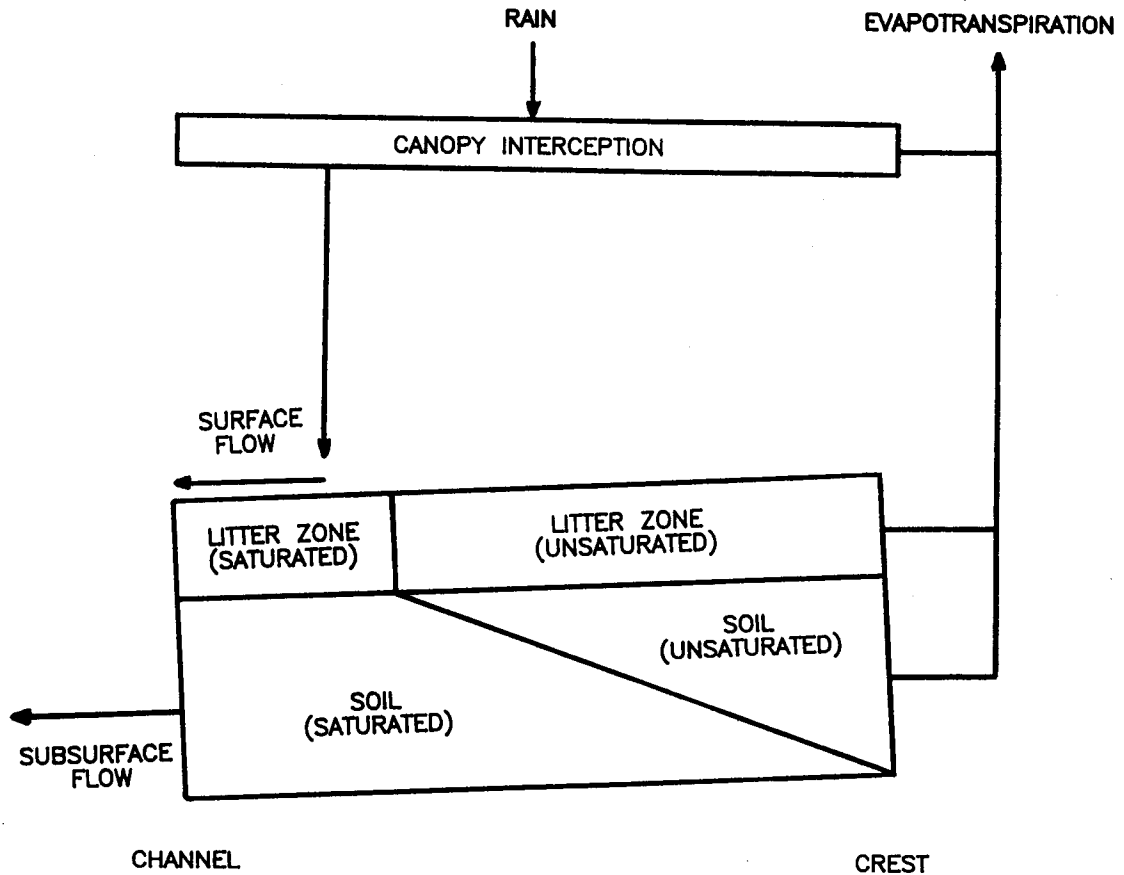 RAIN
EVAPOTRANSPIRATION
CANOPY INTERCEPTION
SURFACE
FLOW
LITTER ZONE
(SATURATED)
LITTER ZONE
(UNSATURATED)
SOIL
(UNSATURATED)
SOIL
(SATURATED)
SUBSURFACE
FLOW
CHANNEL
CREST